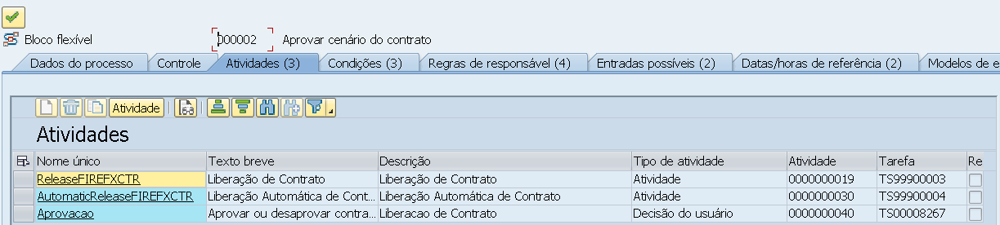 Bloco flexível 000002 Aprovar cenário do contrato
Dados do processo Controle Atividades (3) Condições (3) Regras de responsável (4) Entradas possíveis (2) Datas/horas de referência (2) Modelos de e
Atividade
Atividades
Nome único Texto breve Descrição Tipo de atividade Atividade Tarefa Re
ReleaseFIREFXCTR Liberação de Contrato Liberação de Contrato Atividade 0000000019 TS99900003
AutomaticReleaseFIREFXCTR Liberação Automática de Cont... Liberação Automática de Contrato Atividade 0000000030 TS99900004
Aprovacao Aprovar ou desaprovar contra... Liberacao de Contrato Decisão do usuário 0000000040 TS00008267